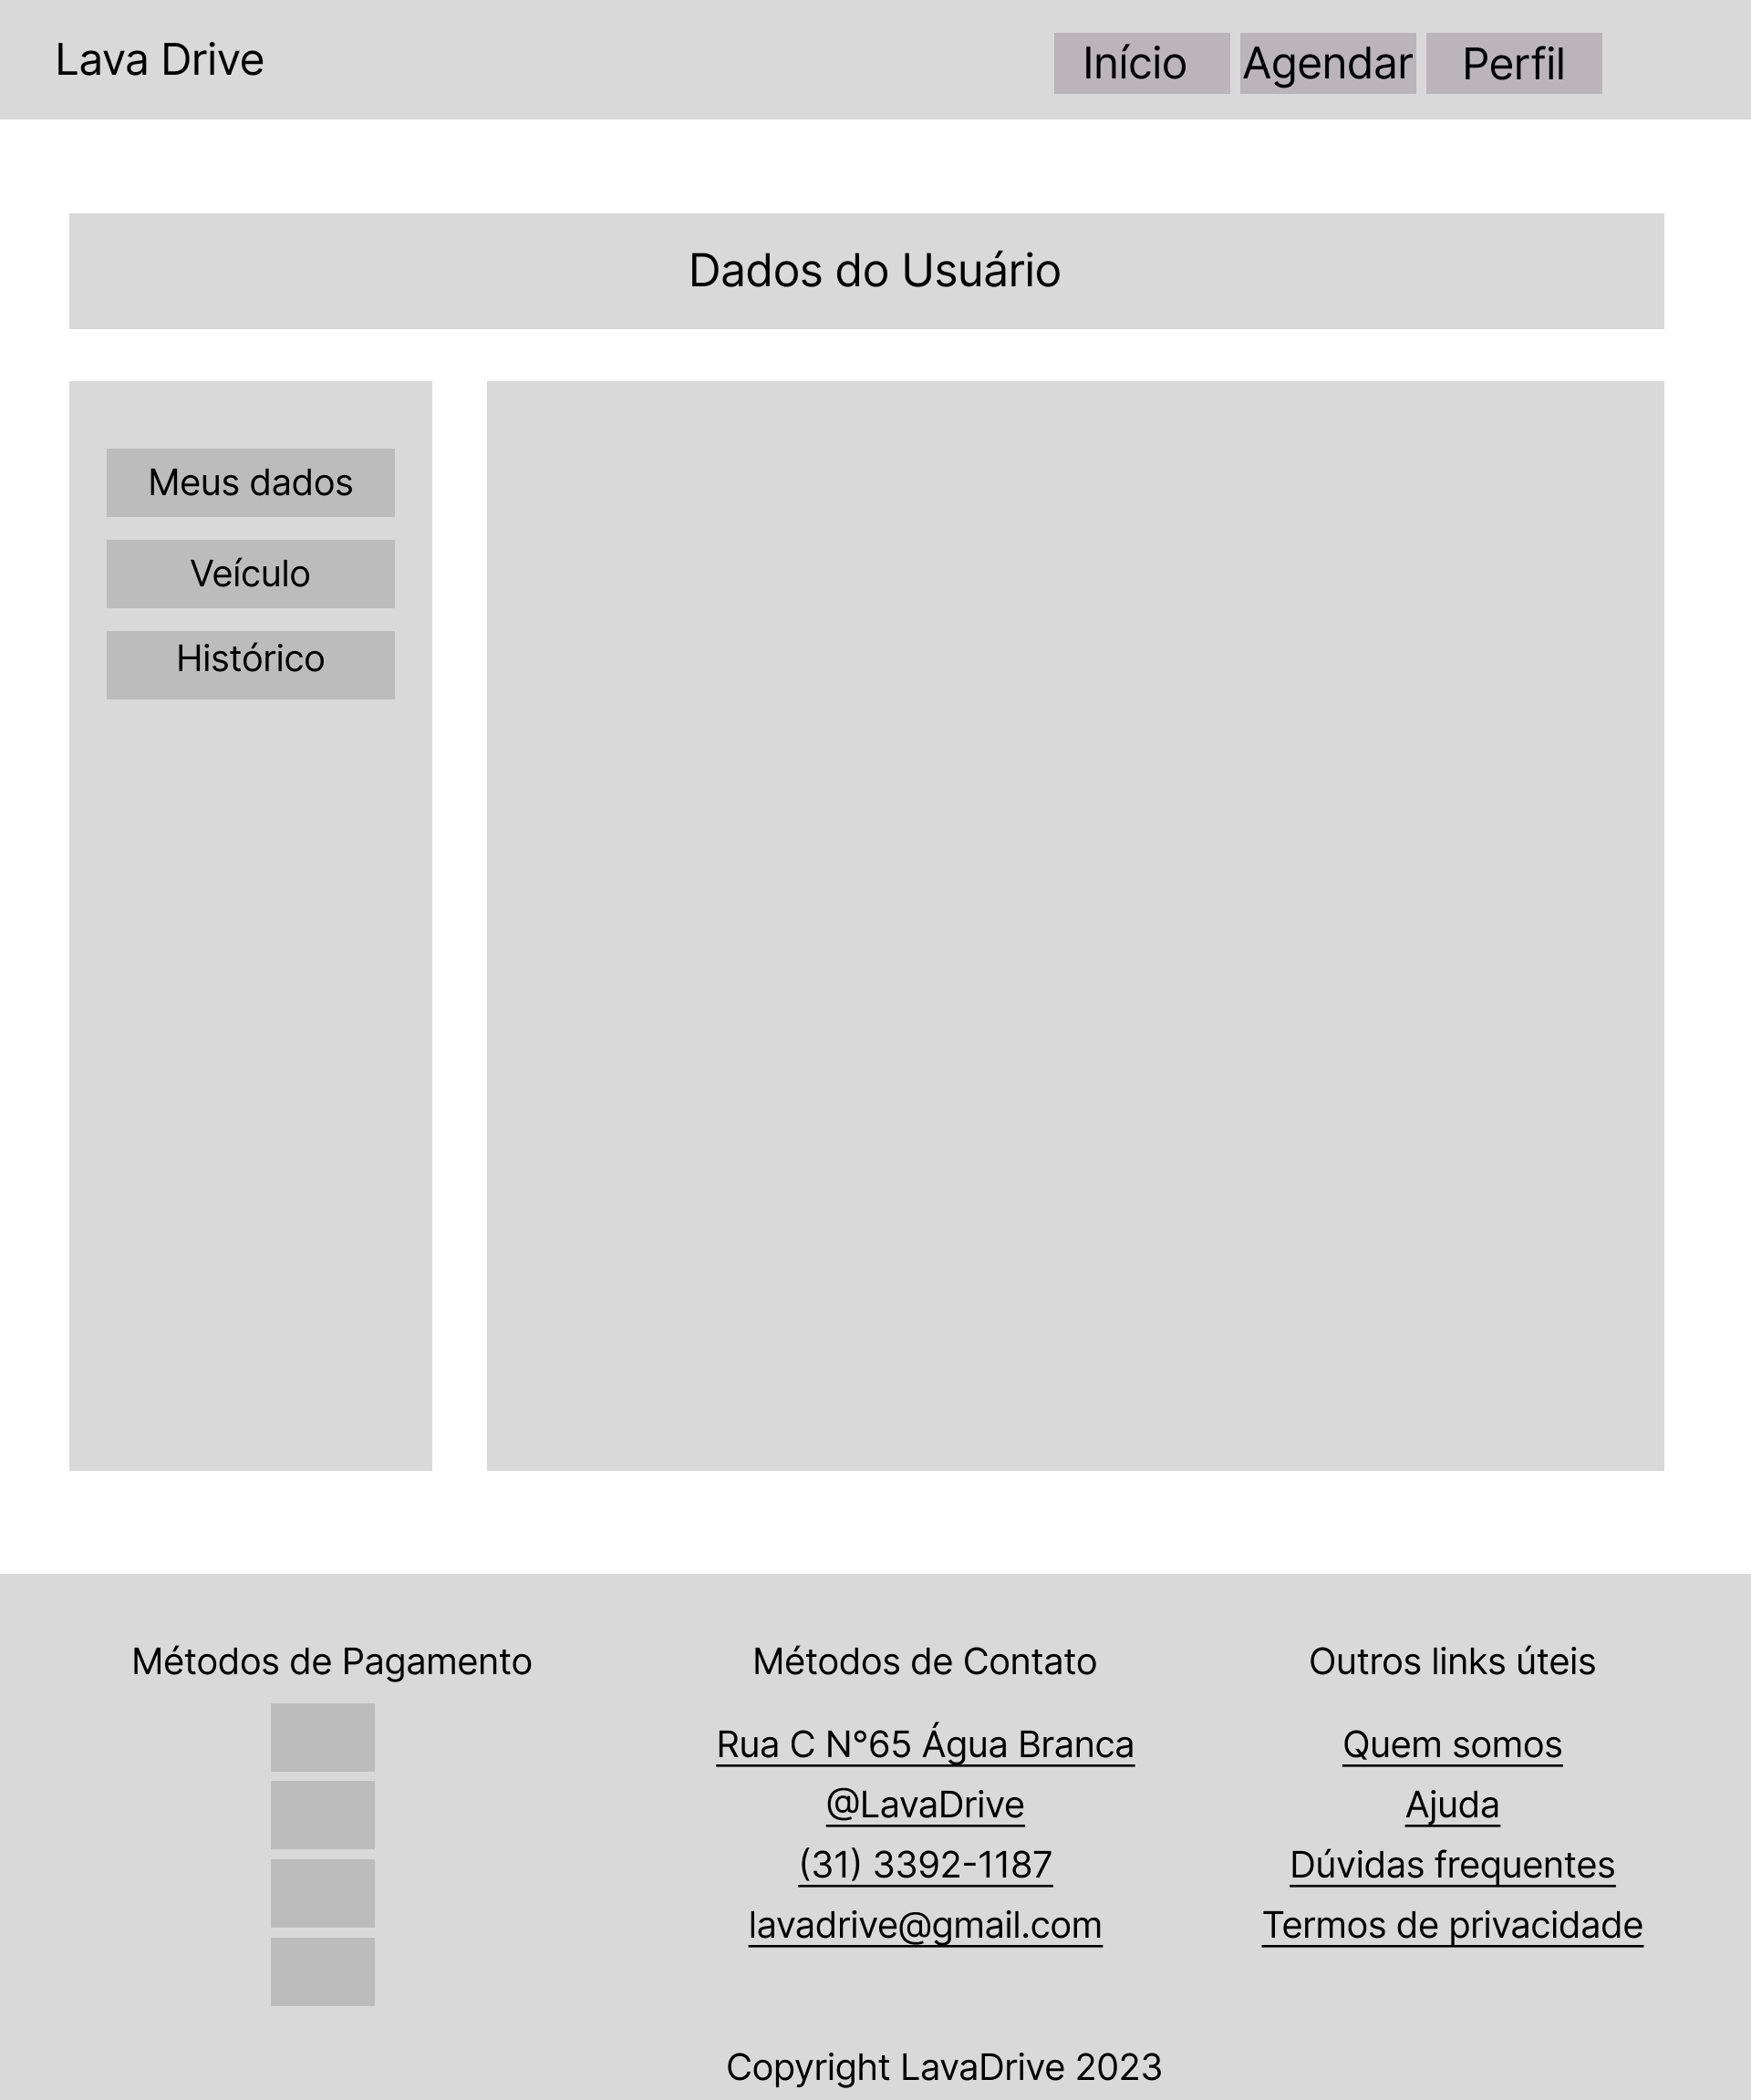 Lava Drive
Início
Agendar
Perfil
Dados do Usuário
Meus dados
Veículo
Histórico
Métodos de Pagamento
Métodos de Contato
Rua C N°65 Água Branca
@LavaDrive
(31) 3392-1187
lavadrive@gmail.com
Outros links úteis
Quem somos
Ajuda
Dúvidas frequentes
Termos de privacidade
Copyright LavaDrive 2023